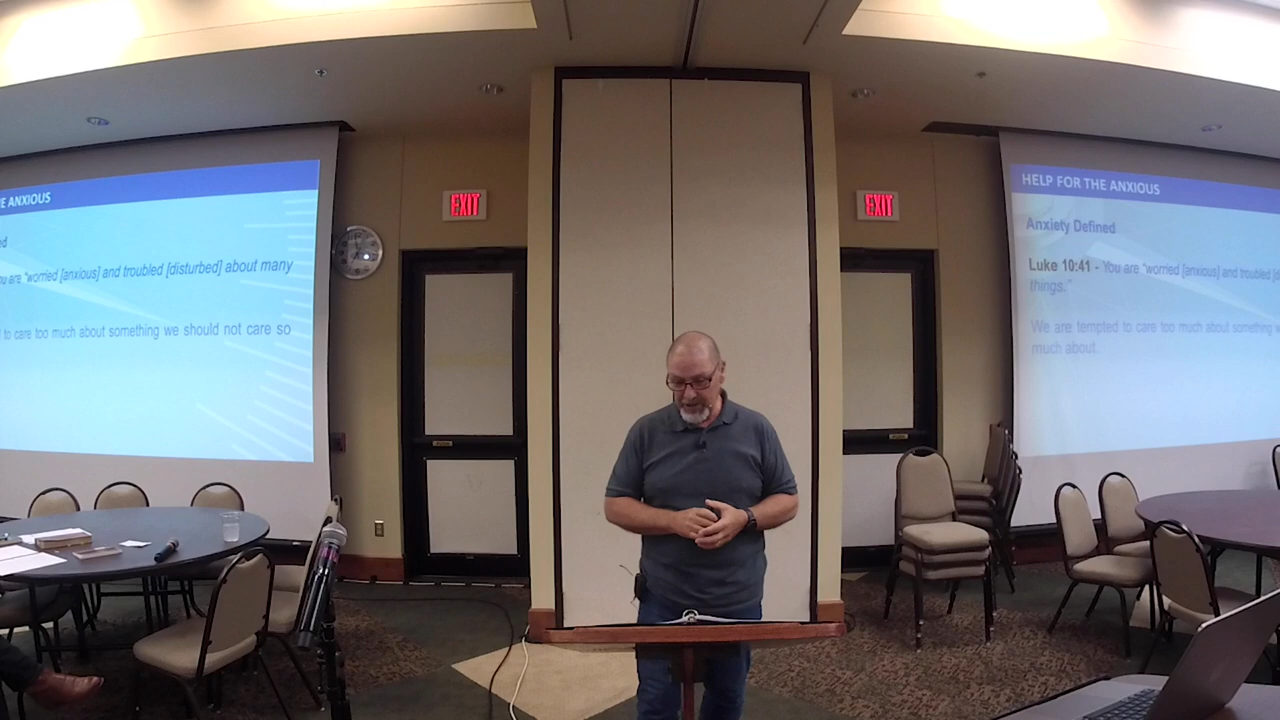 E ANXIOUS
ed
ou are "worried [anxious] and troubled [disturbed] about many
d to care too much about something we should not care so
EXIT
EXIT
HELP FOR THE ANXIOUS
Anxiety Defined
Luke 10:41 - You are "worried [anxious] and troubled [d
things."
We are tempted to care too much about something
much about.